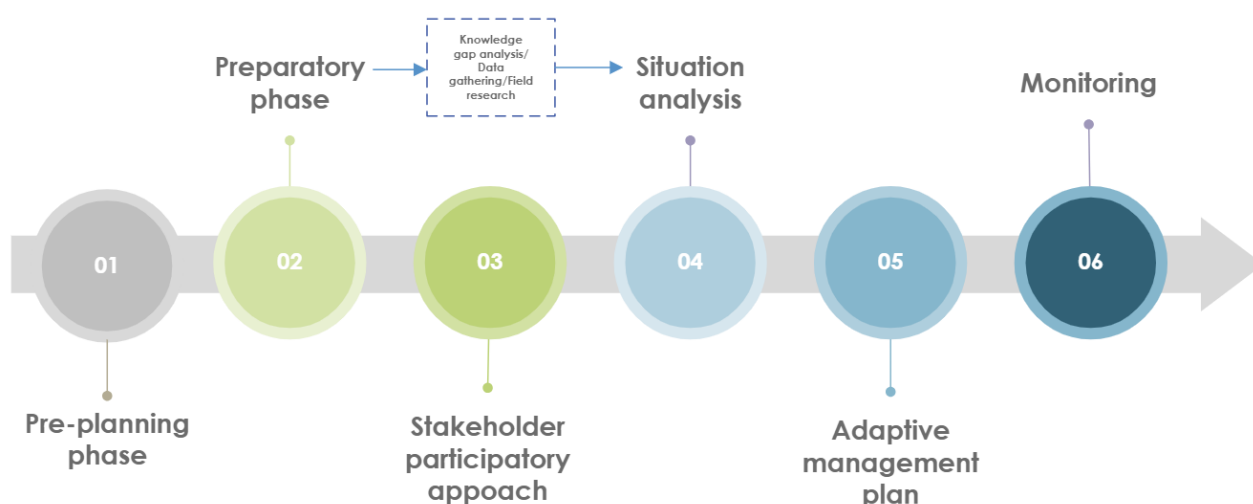 Preparatory
phase
Knowledge
gap analysis/
Data
gathering/Field
research
Situation
analysis
Monitoring
01
02
03
04
05
06
Pre-planning
phase
Stakeholder
participatory
appoach
Adaptive
management
plan